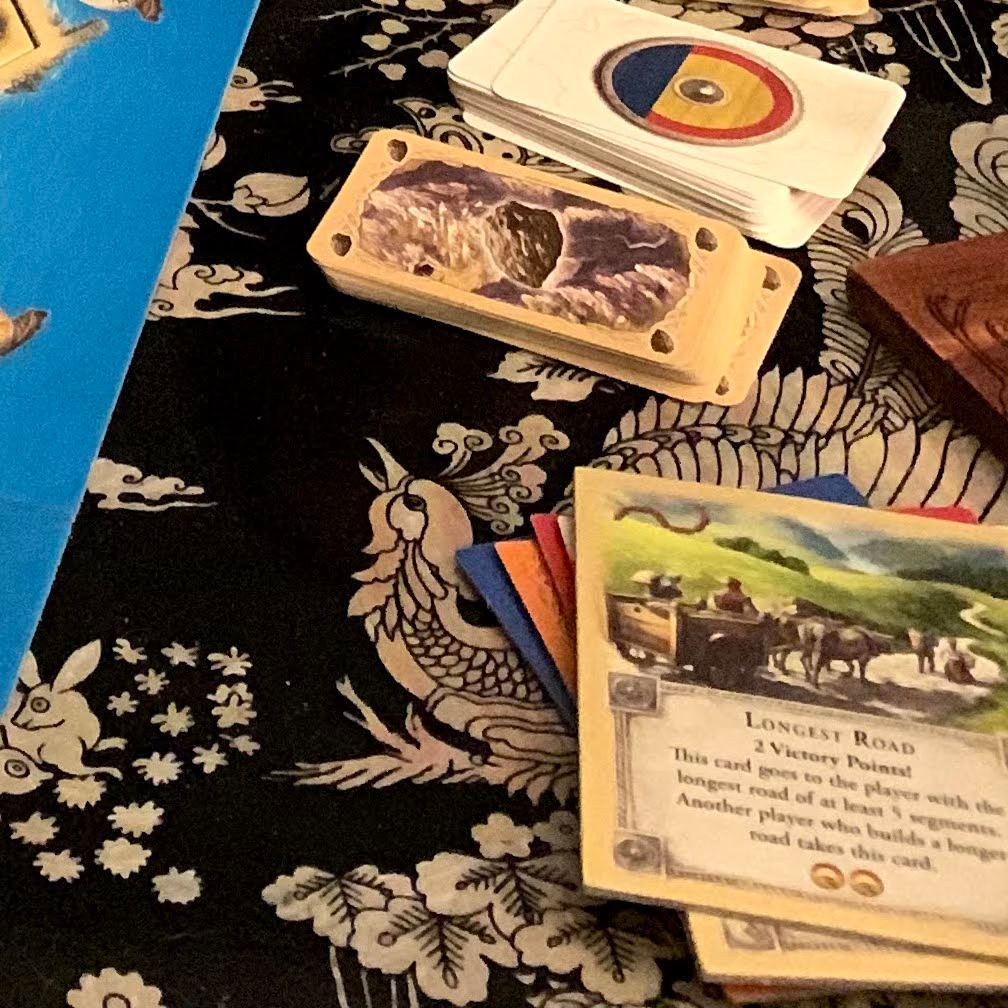 LONGEST ROAD
2 Victory Points!
This card goes to the player with the
longest road of at least 5 segments.
Another player who builds a longer
road takes this card.